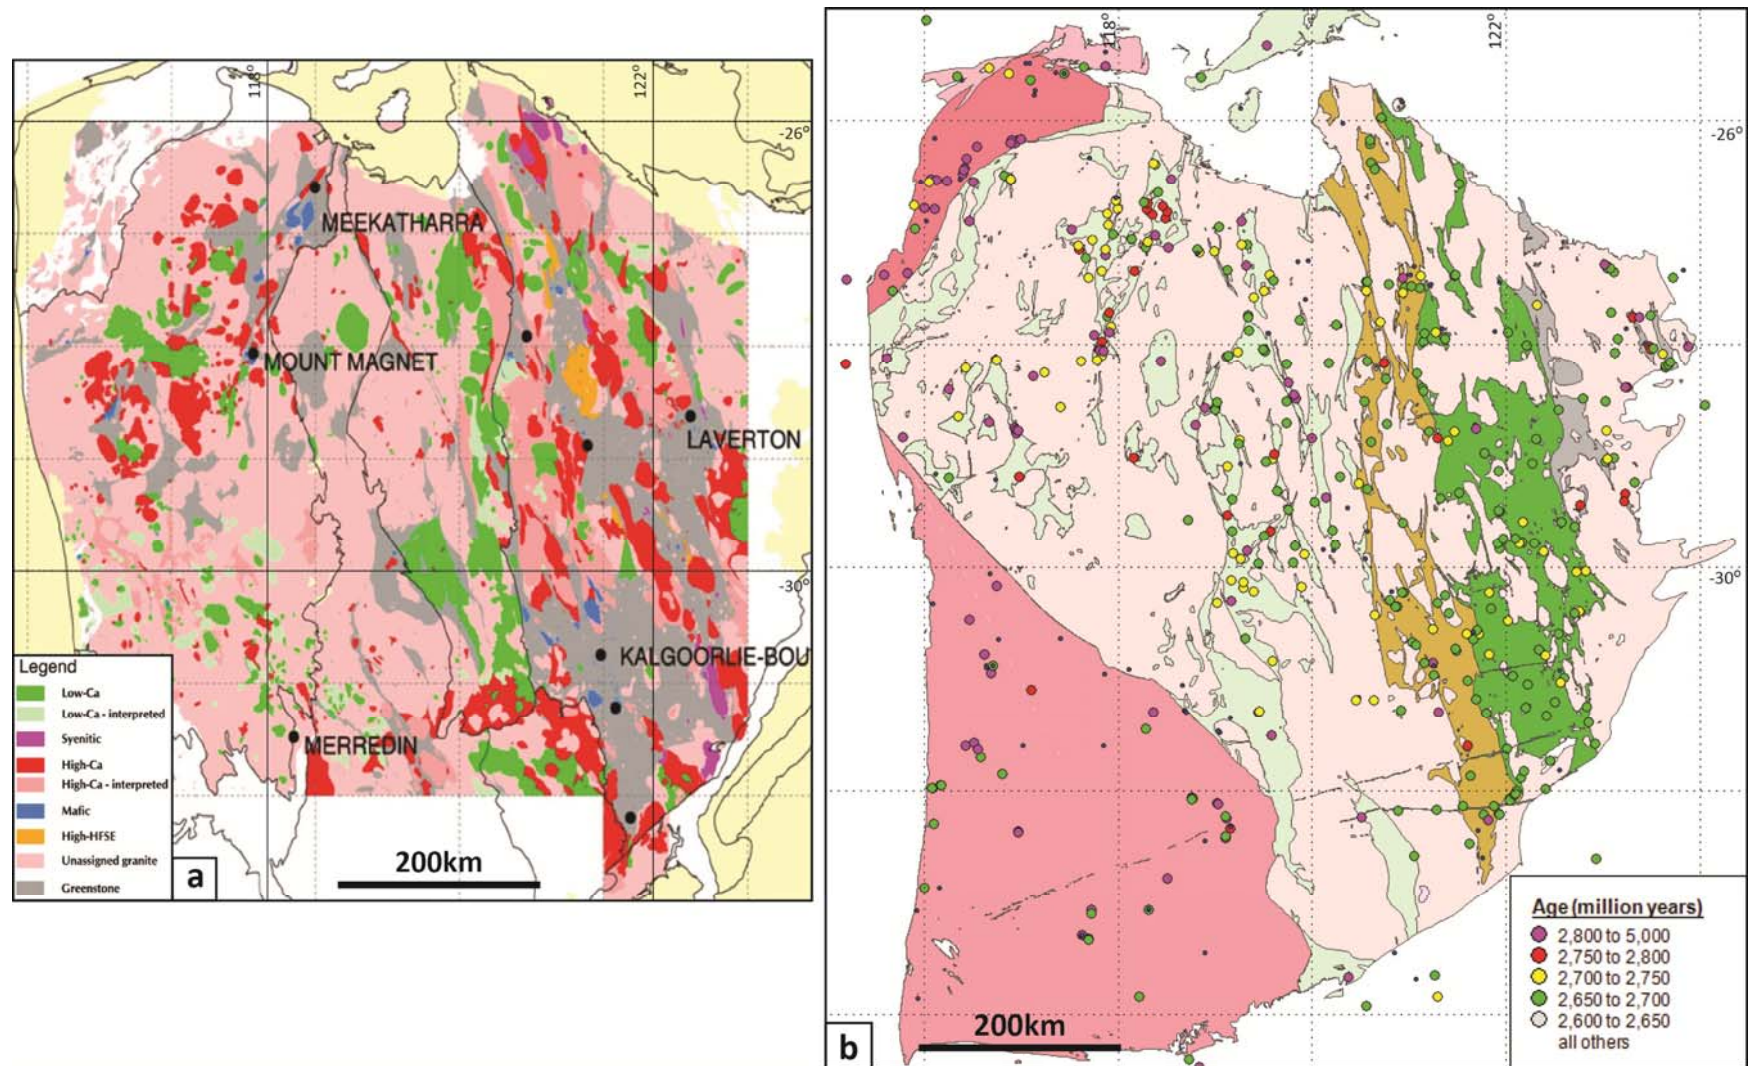 118°
122°
-26°
MEEKATHARRA
MOUNT MAGNET
LAVERTON
-30°
KALGOORLIE-BOU
MERREDIN
Legend
Low-Ca
Low-Ca - interpreted
Syenitic
High-Ca
High-Ca - interpreted
Mafic
High-HFSE
Unassigned granite
Greenstone
a
200km
118°
122°
-26°
-30°
Age (million years)
2,800 to 5,000
2,750 to 2,800
2,700 to 2,750
2,650 to 2,700
2,600 to 2,650
all others
200km
b